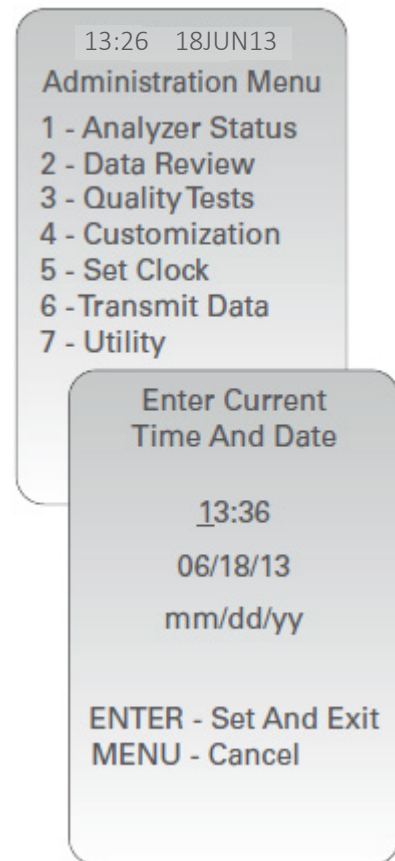 13:26 18JUN13
Administration Menu
1 - Analyzer Status
2 - Data Review
3 - Quality Tests
4 - Customization
5 - Set Clock
6 - Transmit Data
7 - Utility
Enter Current
Time And Date
13:36
06/18/13
mm/dd/yy
ENTER - Set And Exit
MENU - Cancel